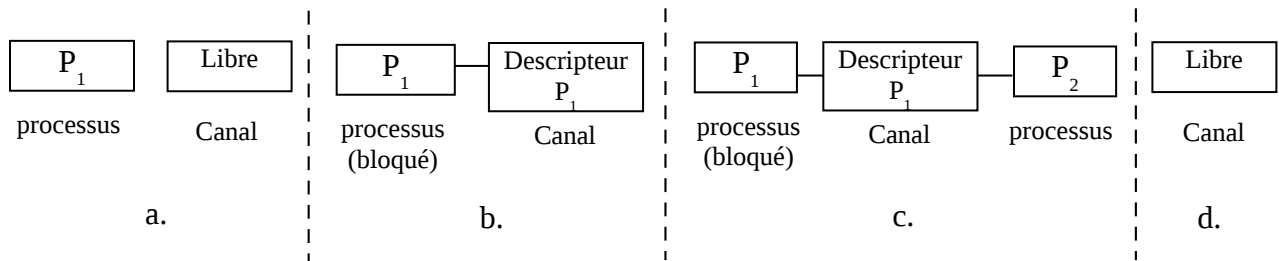 P1
processus
Libre
Canal
a.
P1
processus
(bloqué)
Descripteur
P1
Canal
b.
P1
processus
(bloqué)
Descripteur
P1
Canal
P2
processus
c.
Libre
Canal
d.